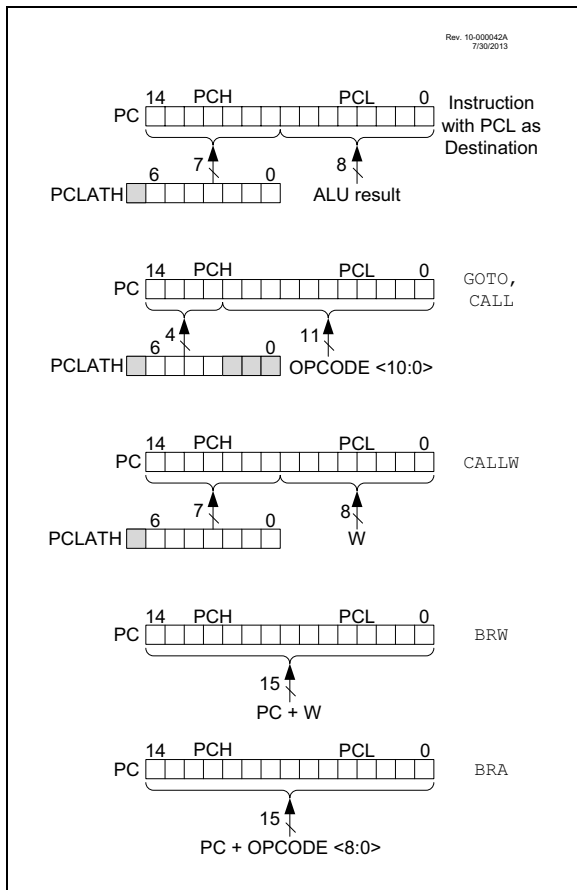 Rev. 10-000042A
7/30/2013
14 PCH PCL 0
PC
Instruction
with PCL as
Destination
7 8
6 0
PCLATH
ALU result
14 PCH PCL 0
PC
GOTO,
CALL
4 11
6 0
PCLATH
OPCODE <10:0>
14 PCH PCL 0
PC
CALLW
7 8
6 0
PCLATH
W
14 PCH PCL 0
PC
BRW
15
PC + W
14 PCH PCL 0
PC
BRA
15
PC + OPCODE <8:0>